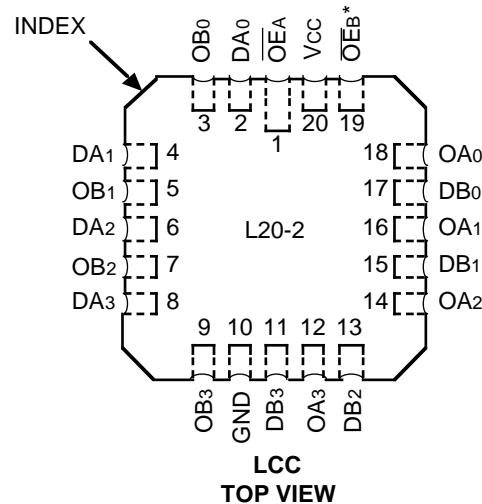 INDEX
OB0 DA0 OEA VCC OEB*
3 2 1 20 19
DA1 4 18 OA0
OB1 5 17 DB0
DA2 6 L20-2 16 OA1
OB2 7 15 DB1
DA3 8 14 OA2
9 10 11 12 13
OB3 GND DB3 OA3 DB2
LCC
TOP VIEW